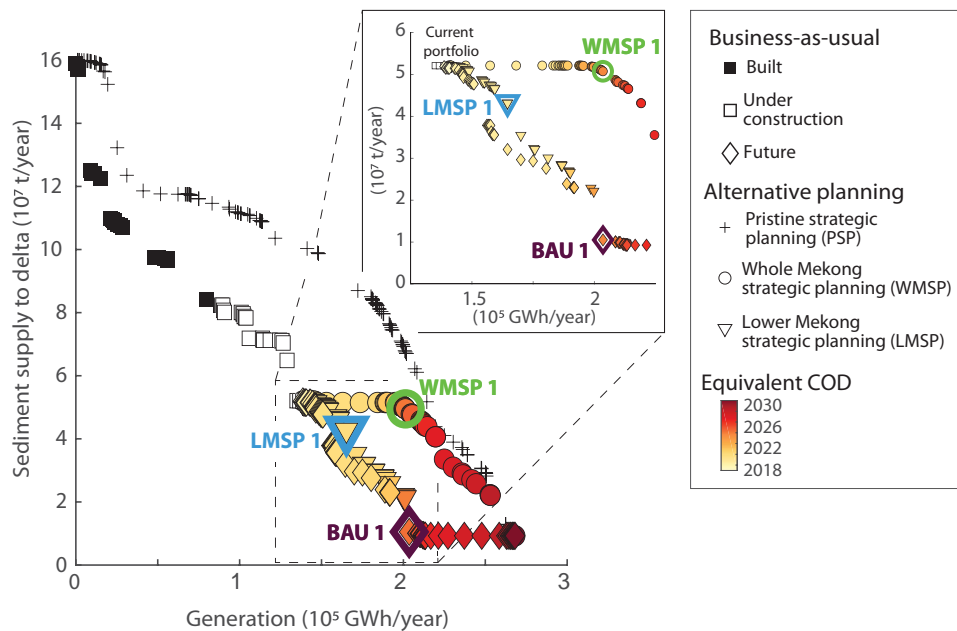 16
14
12
10
8
6
4
2
0
Sediment supply to delta (10⁷ t/year)
0
1
2
3
Generation (10⁵ GWh/year)
LMSP 1
WMSP 1
BAU 1
6
5
4
3
2
1
0
(10⁷ t/year)
Current
portfolio
WMSP 1
LMSP 1
BAU 1
1.5
2
(10⁵ GWh/year)
Business-as-usual
Built
Under
construction
Future
Alternative planning
Pristine strategic
planning (PSP)
Whole Mekong
strategic planning (WMSP)
Lower Mekong
strategic planning (LMSP)
Equivalent COD
2030
2026
2022
2018